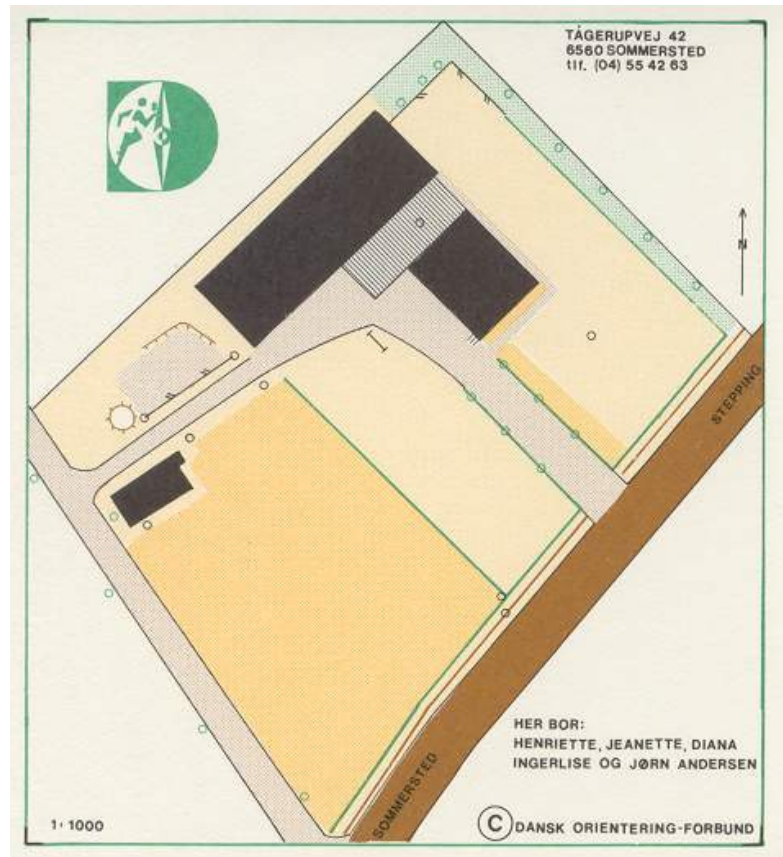 TÅGERUPVEJ 42
6560 SOMMERSTED
tlf. (04) 55 42 63
N
STEPPING
HER BOR:
HENRIETTE, JEANETTE, DIANA
INGERLISE OG JØRN ANDERSEN
SOMMERSTED
1:1000
C DANSK ORIENTERING-FORBUND